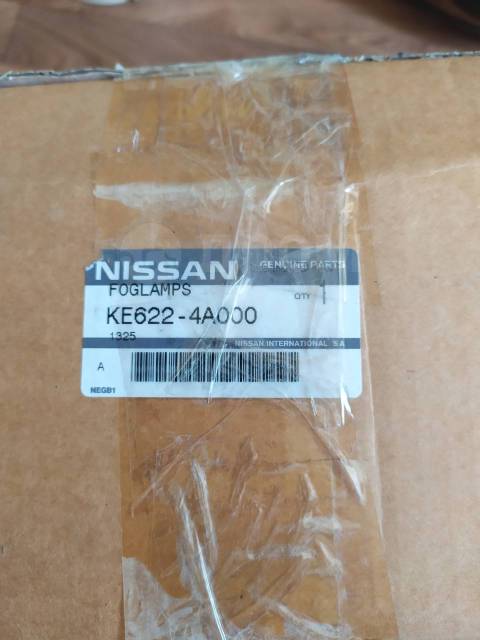 NISSAN GENUINE PARTS
FOGLAMPS QTY 1
KE622-4A000
1325
NISSAN INTERNATIONAL SA
A
NEGB1